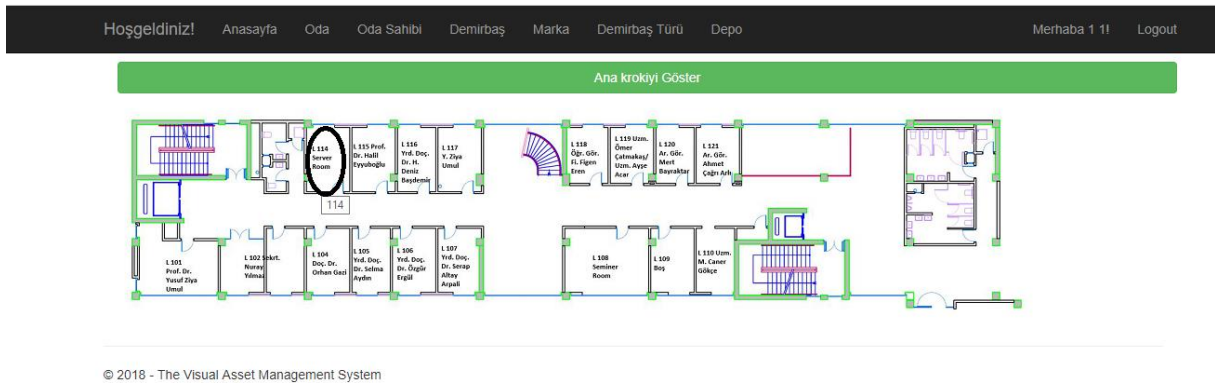 Hoşgeldiniz! Anasayfa Oda Oda Sahibi Demirbaş Marka Demirbaş Türü Depo Merhaba 1 1! Logout
Ana krokiyi Göster
L 114
Server
Room
L 115 Prof.
Dr. Halil
Eyyuboğlu
L 116
Yrd. Doç.
Dr. H.
Deniz
Başdemir
L 117
Y. Ziya
Umul
L 118
Öğr. Gör.
Fl. Figen
Eren
L 119 Uzm.
Ömer
Çatmakaş/
Uzm. Ayşe
Acar
L 120
Ar. Gör.
Mert
Bayraktar
L 121
Ar. Gör.
Ahmet
Çağrı Arlı
114
L 101
Prof. Dr.
Yusuf Ziya
Umul
L 102 Sekrt.
Nuray
Yılmaz
L 104
Doç. Dr.
Orhan Gazi
L 105
Yrd. Doç.
Dr. Selma
Aydın
L 106
Yrd. Doç.
Dr. Özgür
Ergül
L 107
Yrd. Doç.
Dr. Serap
Altay
Arpali
L 108
Seminer
Room
L 109
Boş
L 110 Uzm.
M. Caner
Gökçe
© 2018 - The Visual Asset Management System